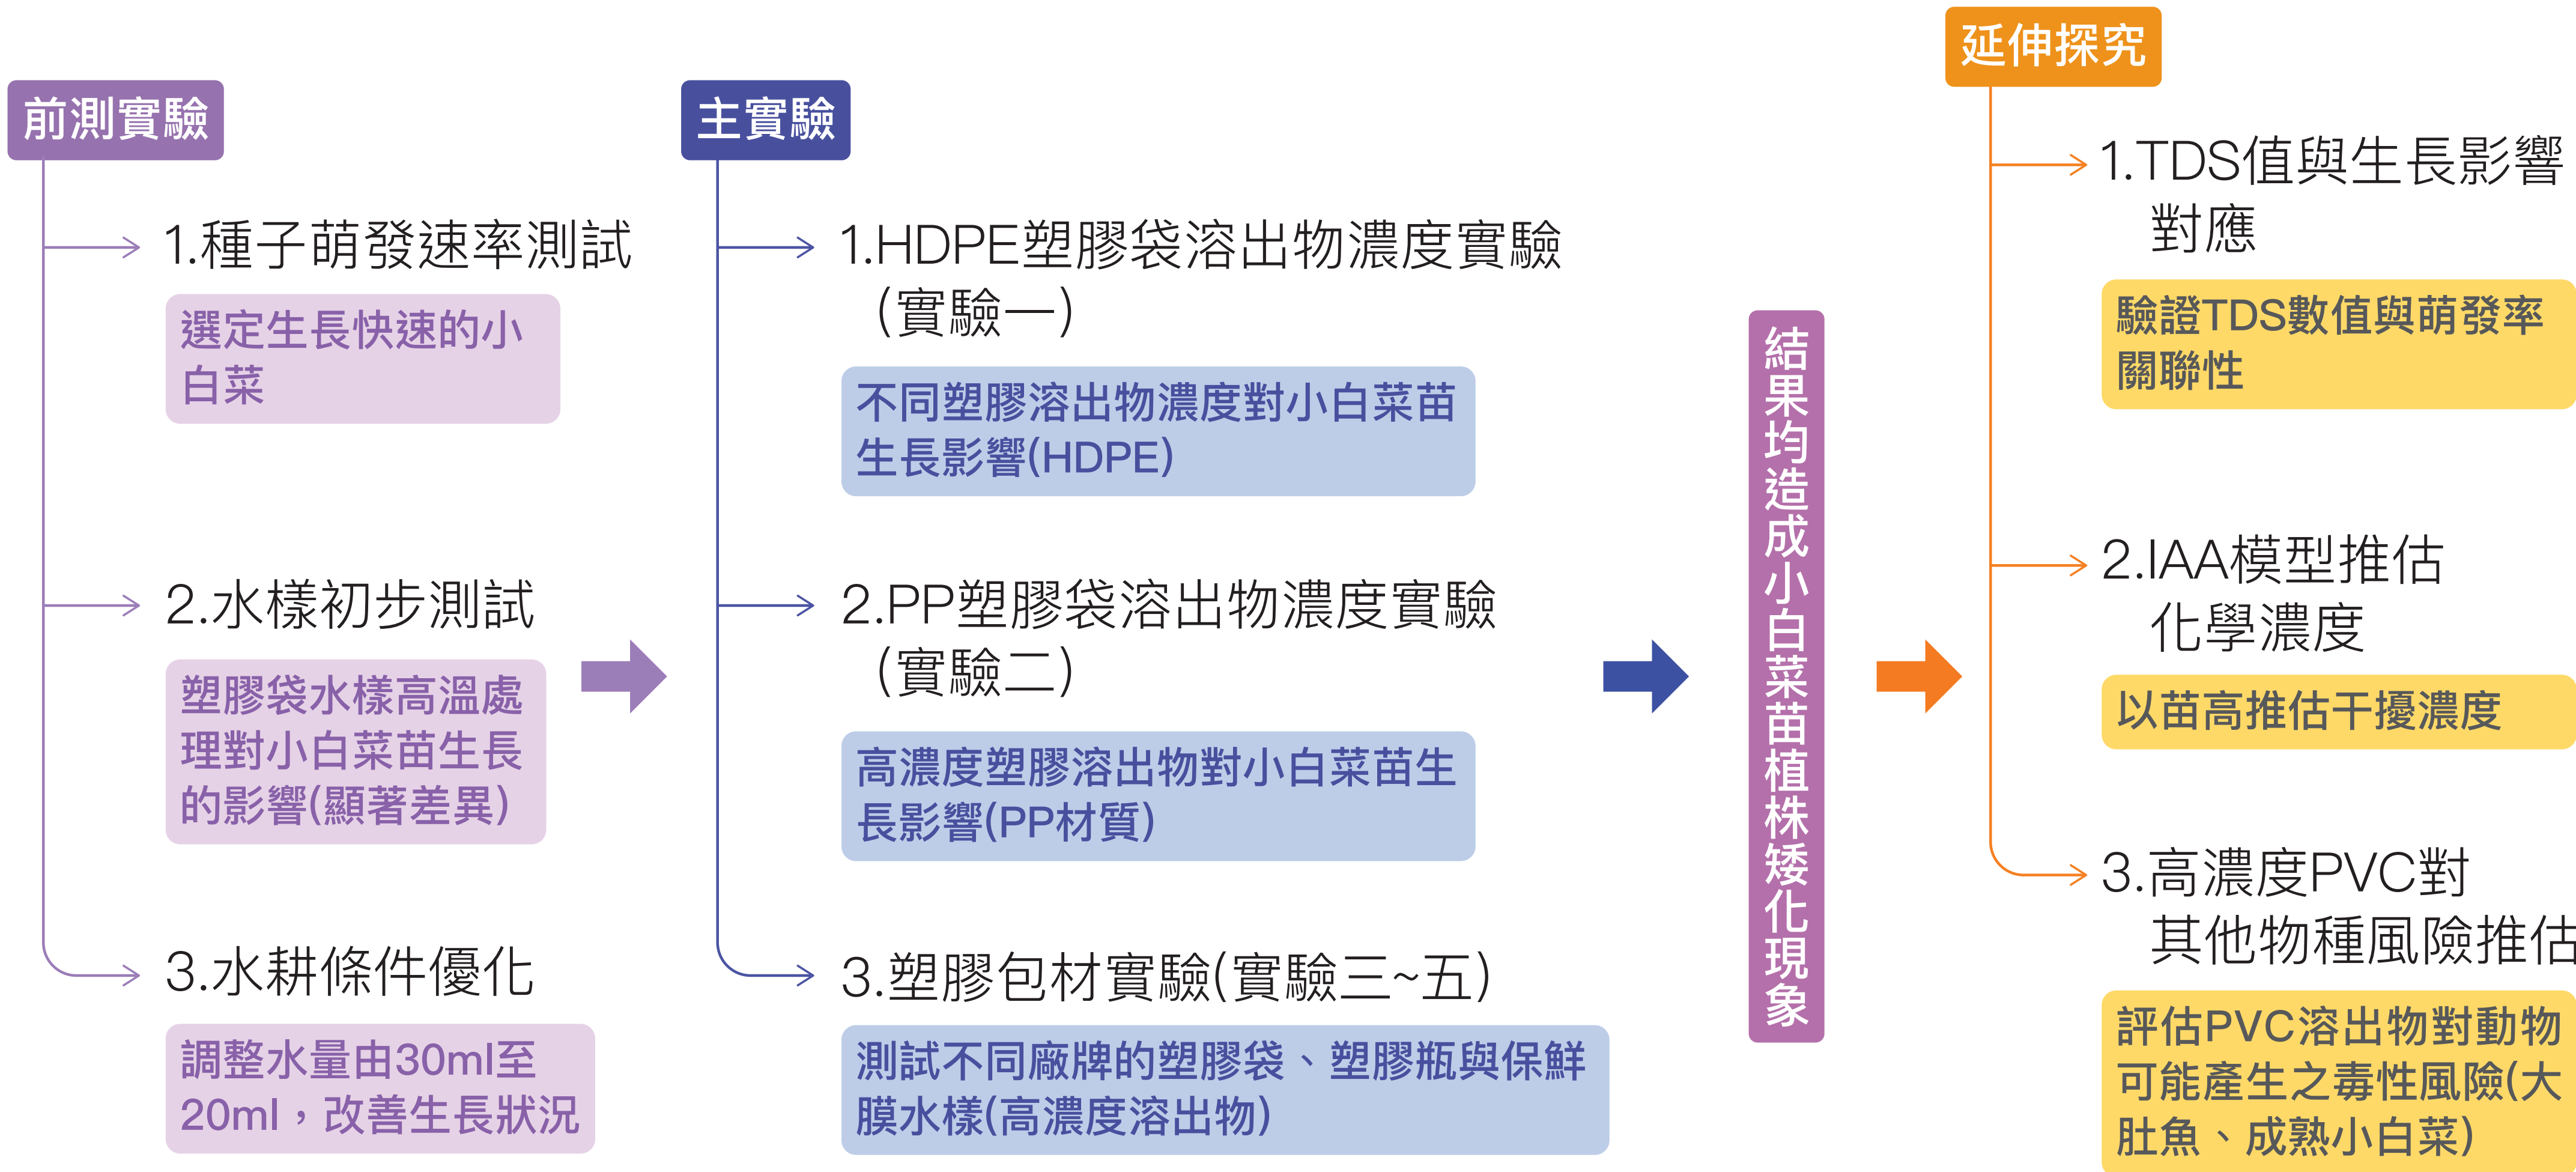 前測實驗
1.種子萌發速率測試
選定生長快速的小
白菜
2.水樣初步測試
塑膠袋水樣高溫處
理對小白菜苗生長
的影響(顯著差異)
3.水耕條件優化
調整水量由30ml至
20ml，改善生長狀況
主實驗
1.HDPE塑膠袋溶出物濃度實驗
(實驗一)
不同塑膠溶出物濃度對小白菜苗
生長影響(HDPE)
2.PP塑膠袋溶出物濃度實驗
(實驗二)
高濃度塑膠溶出物對小白菜苗生
長影響(PP材質)
3.塑膠包材實驗(實驗三~五)
測試不同廠牌的塑膠袋、塑膠瓶與保鮮
膜水樣(高濃度溶出物)
結果均造成小白菜苗植株矮化現象
延伸探究
1.TDS值與生長影響
對應
驗證TDS數值與萌發率
關聯性
2.IAA模型推估
化學濃度
以苗高推估干擾濃度
3.高濃度PVC對
其他物種風險推估
評估PVC溶出物對動物
可能產生之毒性風險(大
肚魚、成熟小白菜)